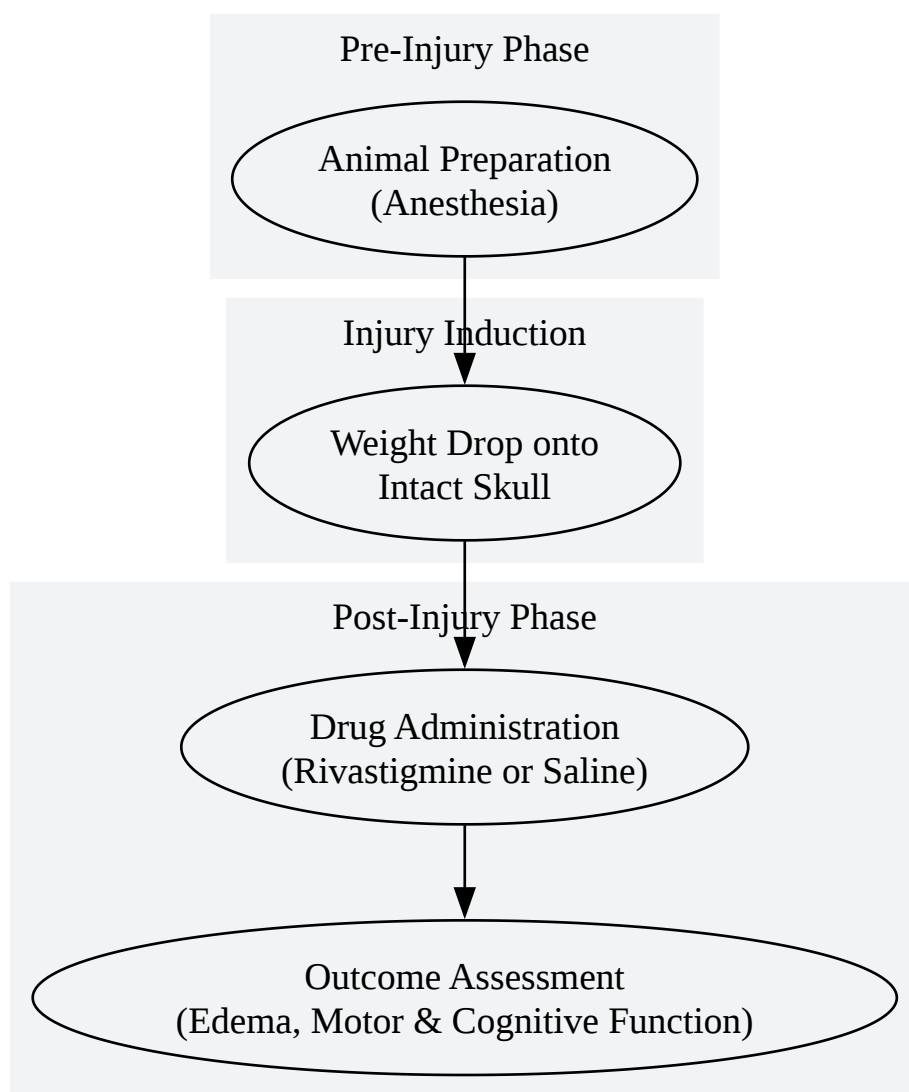 Pre-Injury Phase
Animal Preparation
(Anesthesia)
Injury Induction
Weight Drop onto
Intact Skull
Post-Injury Phase
Drug Administration
(Rivastigmine or Saline)
Outcome Assessment
(Edema, Motor & Cognitive Function)